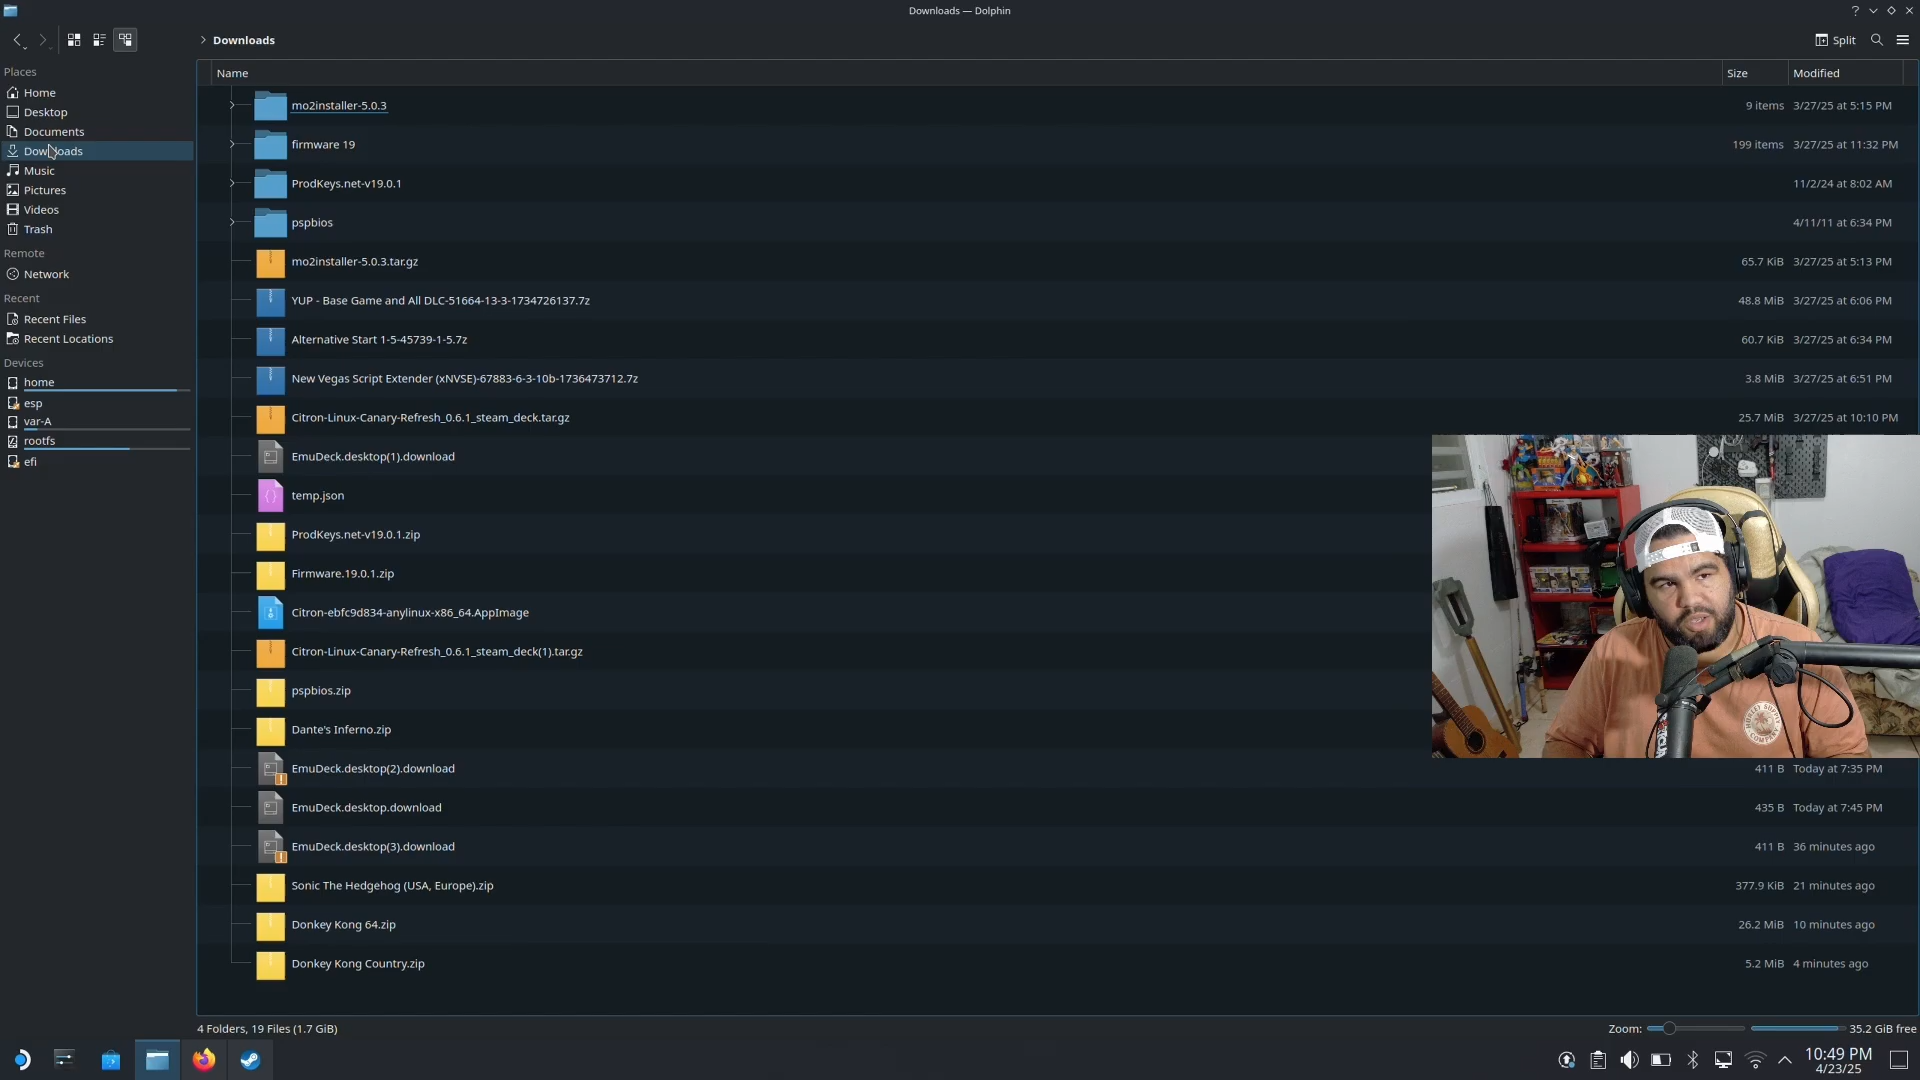 Downloads — Dolphin
Downloads
Split
Places
Home
Desktop
Documents
Downloads
Music
Pictures
Videos
Trash
Remote
Network
Recent
Recent Files
Recent Locations
Devices
home
esp
var-A
rootfs
efi
Name Size Modified
mo2installer-5.0.3 9 items 3/27/25 at 5:15 PM
firmware 19 199 items 3/27/25 at 11:32 PM
ProdKeys.net-v19.0.1 11/2/24 at 8:02 AM
pspbios 4/11/11 at 6:34 PM
mo2installer-5.0.3.tar.gz 65.7 KiB 3/27/25 at 5:13 PM
YUP - Base Game and All DLC-51664-13-3-1734726137.7z 48.8 MiB 3/27/25 at 6:06 PM
Alternative Start 1-5-45739-1-5.7z 60.7 KiB 3/27/25 at 6:34 PM
New Vegas Script Extender (xNVSE)-67883-6-3-10b-1736473712.7z 3.8 MiB 3/27/25 at 6:51 PM
Citron-Linux-Canary-Refresh_0.6.1_steam_deck.tar.gz 25.7 MiB 3/27/25 at 10:10 PM
EmuDeck.desktop(1).download
temp.json
ProdKeys.net-v19.0.1.zip
Firmware.19.0.1.zip
Citron-ebfc9d834-anylinux-x86_64.AppImage
Citron-Linux-Canary-Refresh_0.6.1_steam_deck(1).tar.gz
pspbios.zip
Dante's Inferno.zip
EmuDeck.desktop(2).download 411 B Today at 7:35 PM
EmuDeck.desktop.download 435 B Today at 7:45 PM
EmuDeck.desktop(3).download 411 B 36 minutes ago
Sonic The Hedgehog (USA, Europe).zip 377.9 KiB 21 minutes ago
Donkey Kong 64.zip 26.2 MiB 10 minutes ago
Donkey Kong Country.zip 5.2 MiB 4 minutes ago
4 Folders, 19 Files (1.7 GiB)
Zoom: 35.2 GiB free
10:49 PM
4/23/25